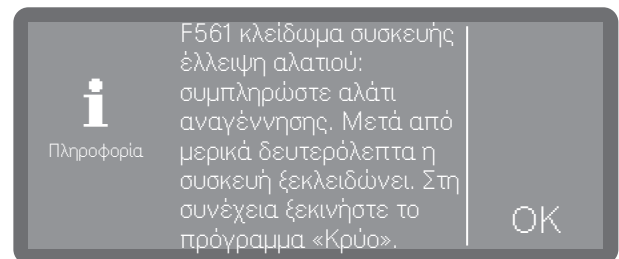 Πληροφορία
F561 κλείδωμα συσκευής
έλλειψη αλατιού:
συμπληρώστε αλάτι
αναγέννησης. Μετά από
μερικά δευτερόλεπτα η
συσκευή ξεκλειδώνει. Στη
συνέχεια ξεκινήστε το
πρόγραμμα «Κρύο».
OK